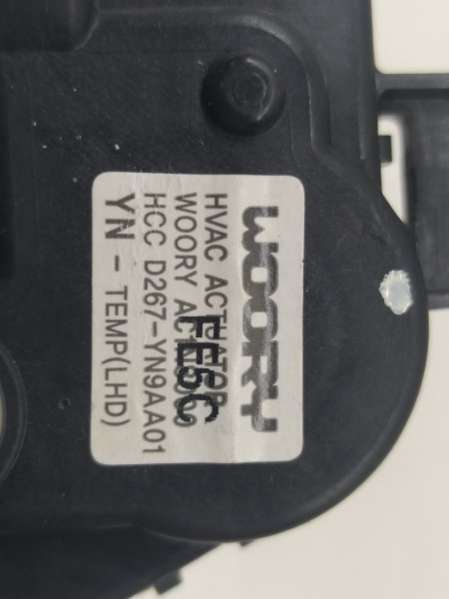 WOORY
HVAC ACTUATOR
WOORY
HCC D267-YN9AA01
YN - TEMP(LHD)
FE5C